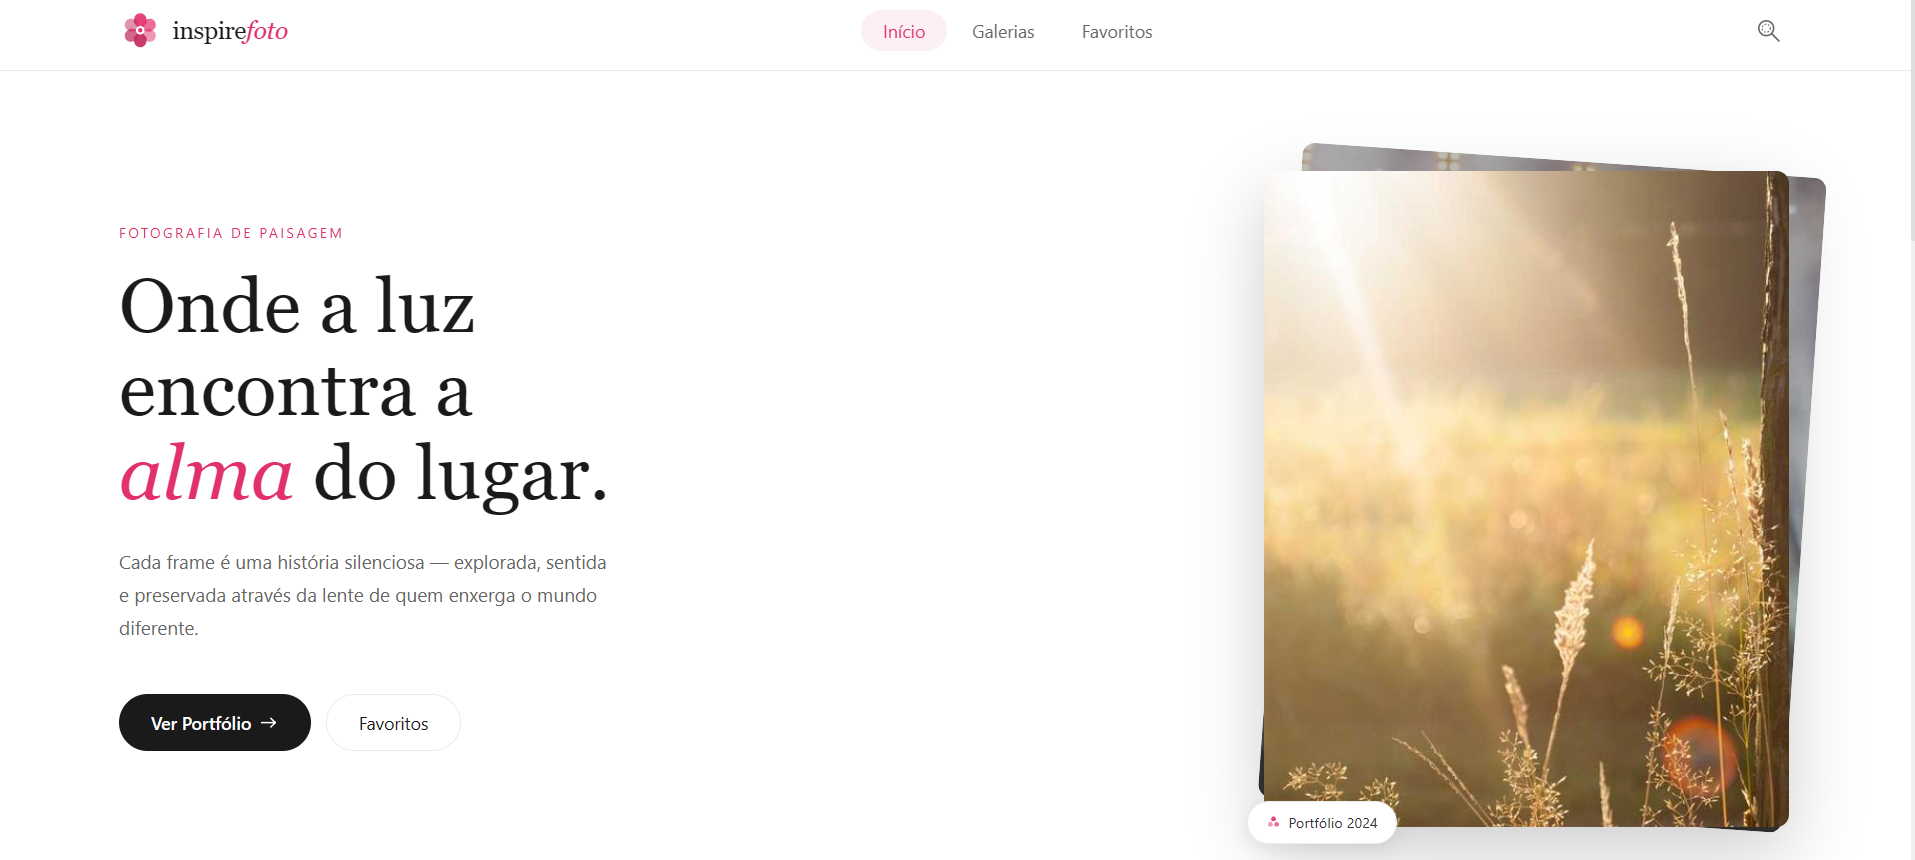 inspirefoto
Início
Galerias
Favoritos
FOTOGRAFIA DE PAISAGEM
Onde a luz
encontra a
alma do lugar.
Cada frame é uma história silenciosa — explorada, sentida
e preservada através da lente de quem enxerga o mundo
diferente.
Ver Portfólio →
Favoritos
Portfólio 2024